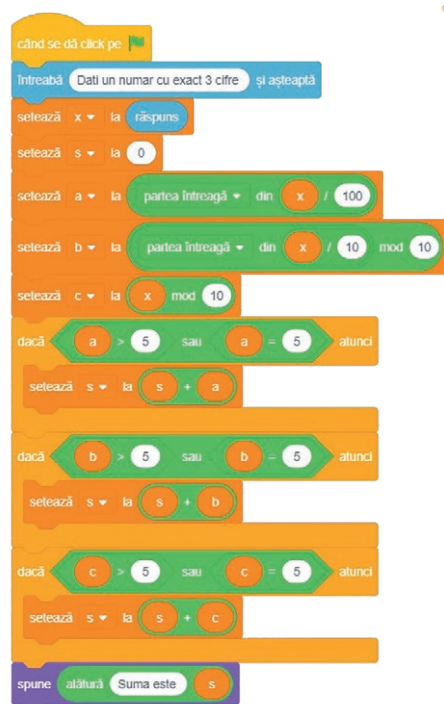 când se dă click pe
întreabă Dati un numar cu exact 3 cifre și așteaptă
setează x la răspuns
setează s la 0
setează a la partea întreagă din x / 100
setează b la partea întreagă din x / 10 mod 10
setează c la x mod 10
dacă a > 5 sau a = 5 atunci
setează s la s + a
dacă b > 5 sau b = 5 atunci
setează s la s + b
dacă c > 5 sau c = 5 atunci
setează s la s + c
spune alătură Suma este s